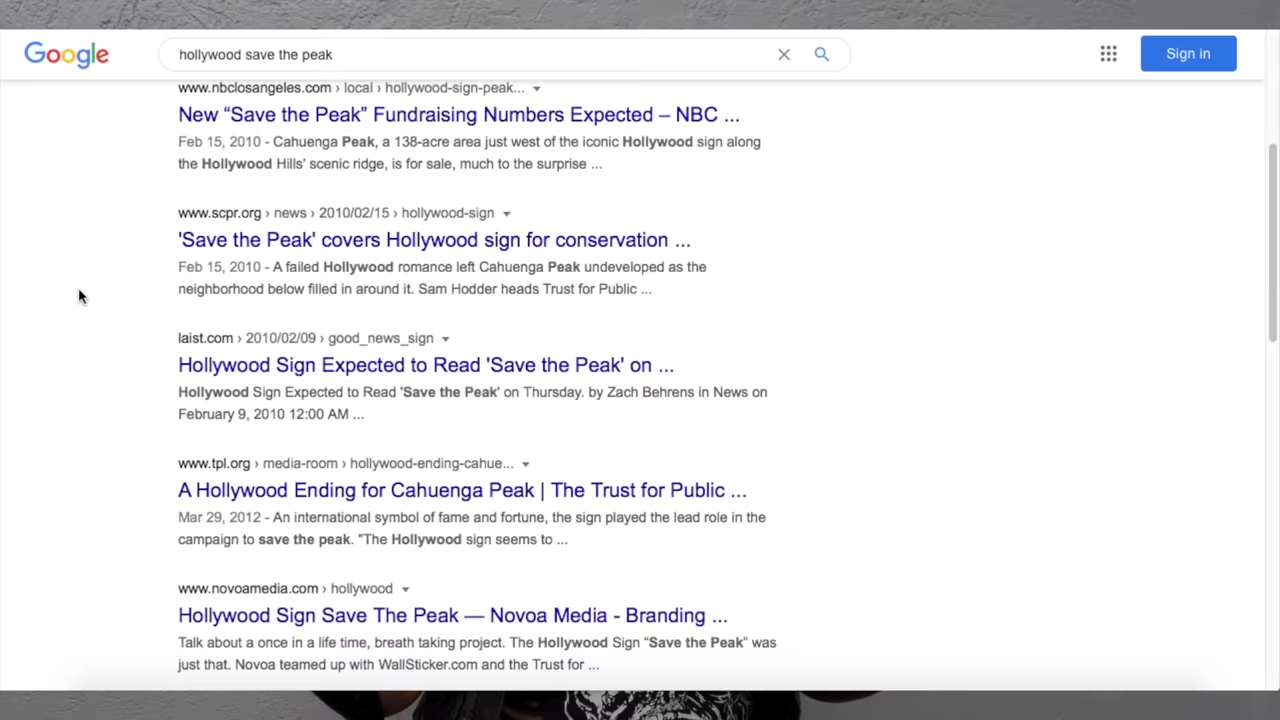 Google
hollywood save the peak
Sign in
www.nbclosangeles.com › local › hollywood-sign-peak...
New “Save the Peak” Fundraising Numbers Expected – NBC ...
Feb 15, 2010 - Cahuenga Peak, a 138-acre area just west of the iconic Hollywood sign along
the Hollywood Hills' scenic ridge, is for sale, much to the surprise ...
www.scpr.org › news › 2010/02/15 › hollywood-sign
'Save the Peak' covers Hollywood sign for conservation ...
Feb 15, 2010 - A failed Hollywood romance left Cahuenga Peak undeveloped as the
neighborhood below filled in around it. Sam Hodder heads Trust for Public ...
laist.com › 2010/02/09 › good_news_sign
Hollywood Sign Expected to Read 'Save the Peak' on ...
Hollywood Sign Expected to Read 'Save the Peak' on Thursday. by Zach Behrens in News on
February 9, 2010 12:00 AM ...
www.tpl.org › media-room › hollywood-ending-cahue...
A Hollywood Ending for Cahuenga Peak | The Trust for Public ...
Mar 29, 2012 - An international symbol of fame and fortune, the sign played the lead role in the
campaign to save the peak. "The Hollywood sign seems to ...
www.novoamedia.com › hollywood
Hollywood Sign Save The Peak — Novoa Media - Branding ...
Talk about a once in a life time, breath taking project. The Hollywood Sign “Save the Peak” was
just that. Novoa teamed up with WallSticker.com and the Trust for ...